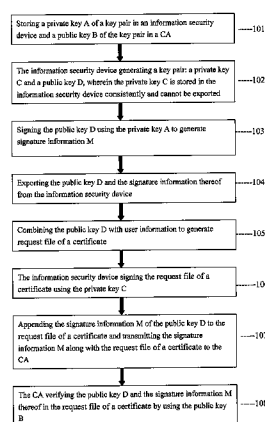 Storing a private key A of a key pair in an information security
device and a public key B of the key pair in a CA
101
The information security device generating a key pair: a private key
C and a public key D, wherein the private key C is stored in the
information security device consistently and cannot be exported
102
Signing the public key D using the private key A to generate
signature information M
103
Exporting the public key D and the signature information thereof
from the information security device
104
Combining the public key D with user information to generate
request file of a certificate
105
The information security device signing the request file of a
certificate using the private key C
10
Appending the signature information M of the public key D to the
request file of a certificate and transmitting the signature
information M along with the request file of a certificate to the
CA
10
The CA verifying the public key D and the signature information M
thereof in the request file of a certificate by using the public key
B
10